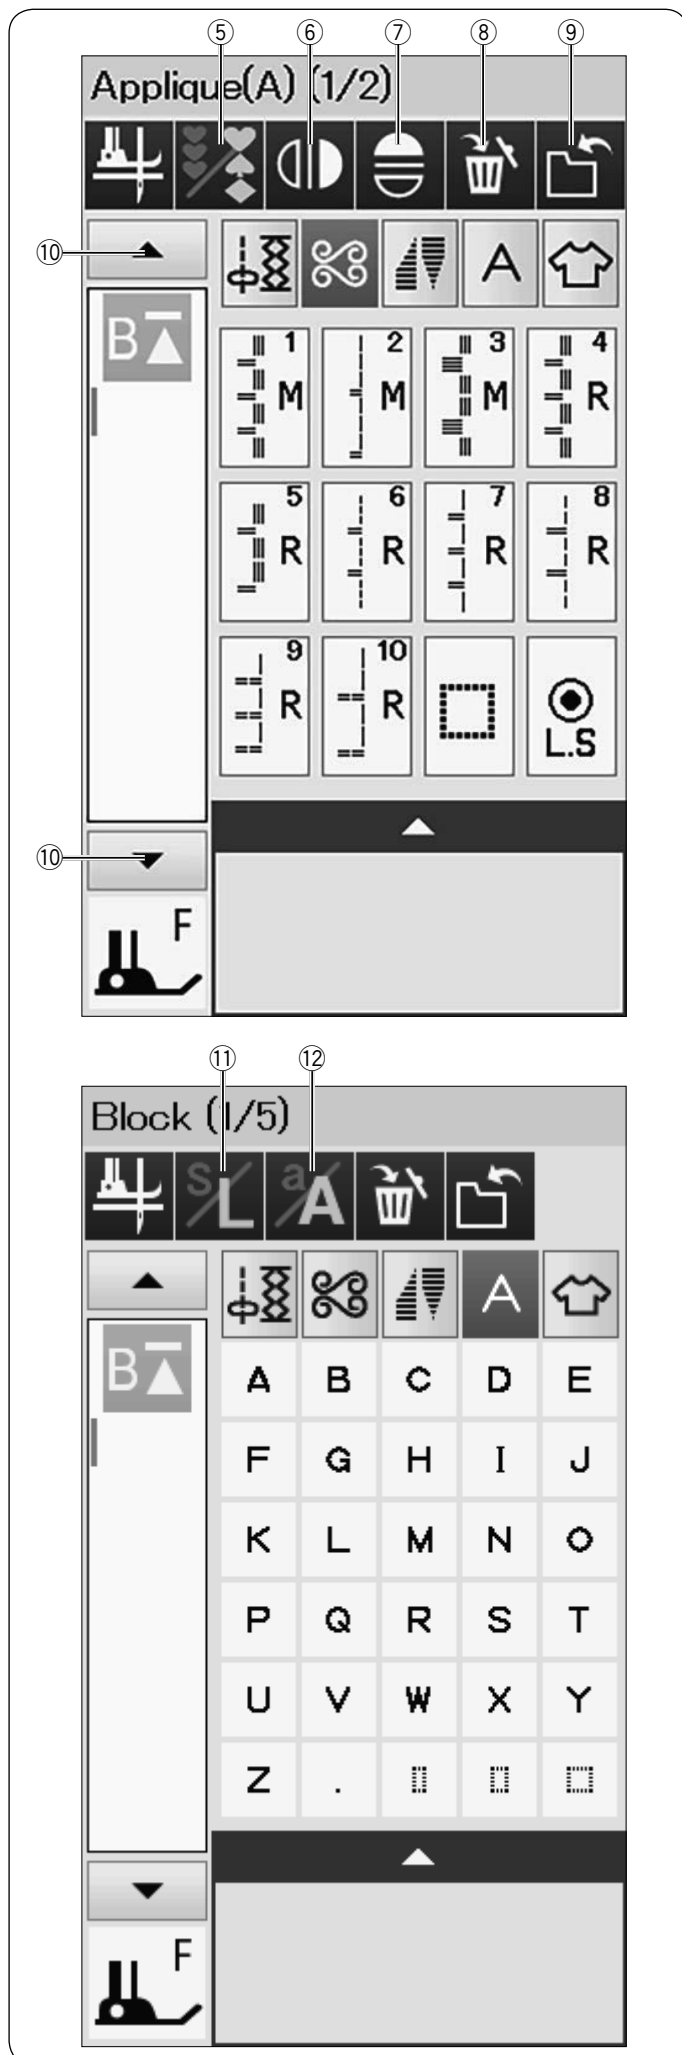 ⑤ ⑥ ⑦ ⑧ ⑨
Applique(A) (1/2)
⑩
A
B
1 M 2 M 3 M 4 R
5 R 6 R 7 R 8 R
9 R 10 R L.S
⑩
F
⑪ ⑫
Block (1/5)
S/L a/A
A
B
A B C D E
F G H I J
K L M N O
P Q R S T
U V W X Y
Z .
F